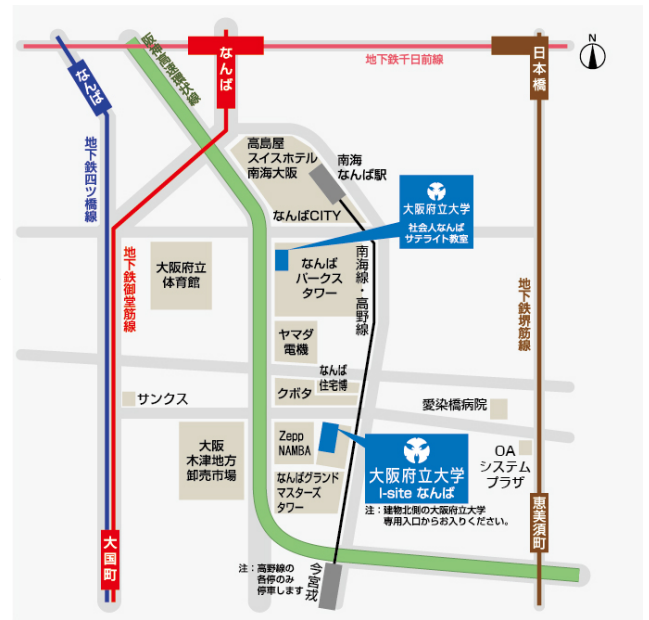 N
なんば
阪神高速環状線
なんば
地下鉄千日前線
日本橋
地下鉄四ツ橋線
高島屋
スイスホテル
南海大阪
南海
なんば駅
大阪府立大学
社会人なんば
サテライト教室
なんばCITY
地下鉄御堂筋線
大阪府立
体育館
なんば
パークス
タワー
南海線・高野線
地下鉄堺筋線
ヤマダ
電機
なんば
住宅博
クボタ
サンクス
愛染橋病院
大阪
木津地方
卸売市場
Zepp
NAMBA
大阪府立大学
I-site なんば
OA
システム
プラザ
なんばグランド
マスターズ
タワー
注：建物北側の大阪府立大学
専用入口からお入りください。
恵美須町
大国町
注：高野線の
各停のみ
停車します
今宮戎